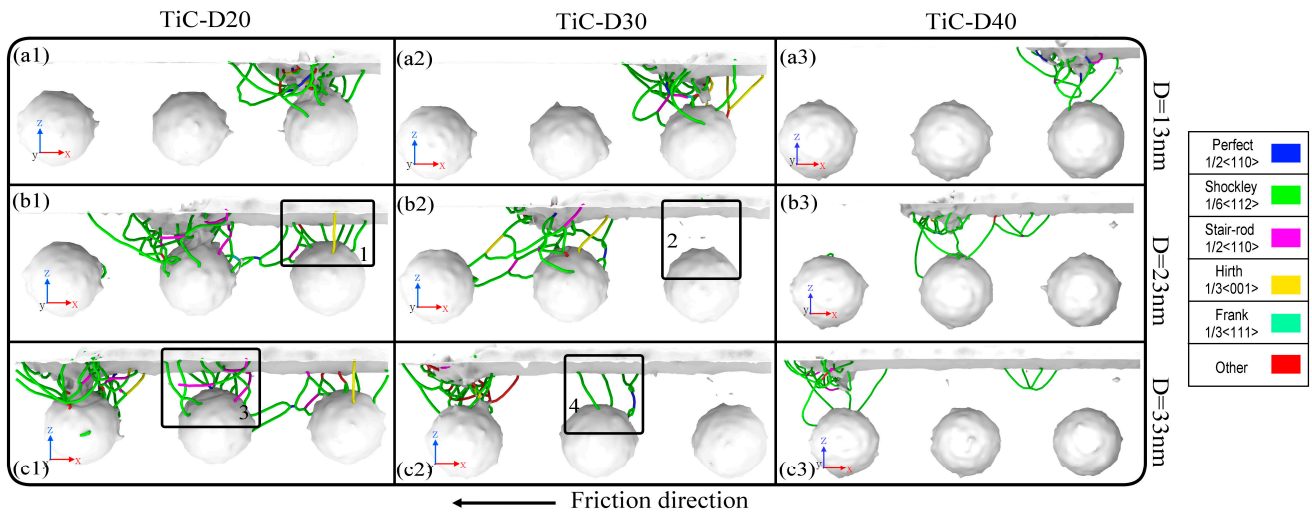 TiC-D20
TiC-D30
TiC-D40
(a1)
(a2)
(a3)
D=13nm
z
y
x
z
y
x
z
y
x
(b1)
(b2)
(b3)
D=23nm
1
2
z
y
x
z
y
x
z
y
x
3
4
D=33nm
z
y
x
z
y
x
z
y
x
(c1)
(c2)
(c3)
Friction direction
Perfect
1/2<110>
Shockley
1/6<112>
Stair-rod
1/2<110>
Hirth
1/3<001>
Frank
1/3<111>
Other